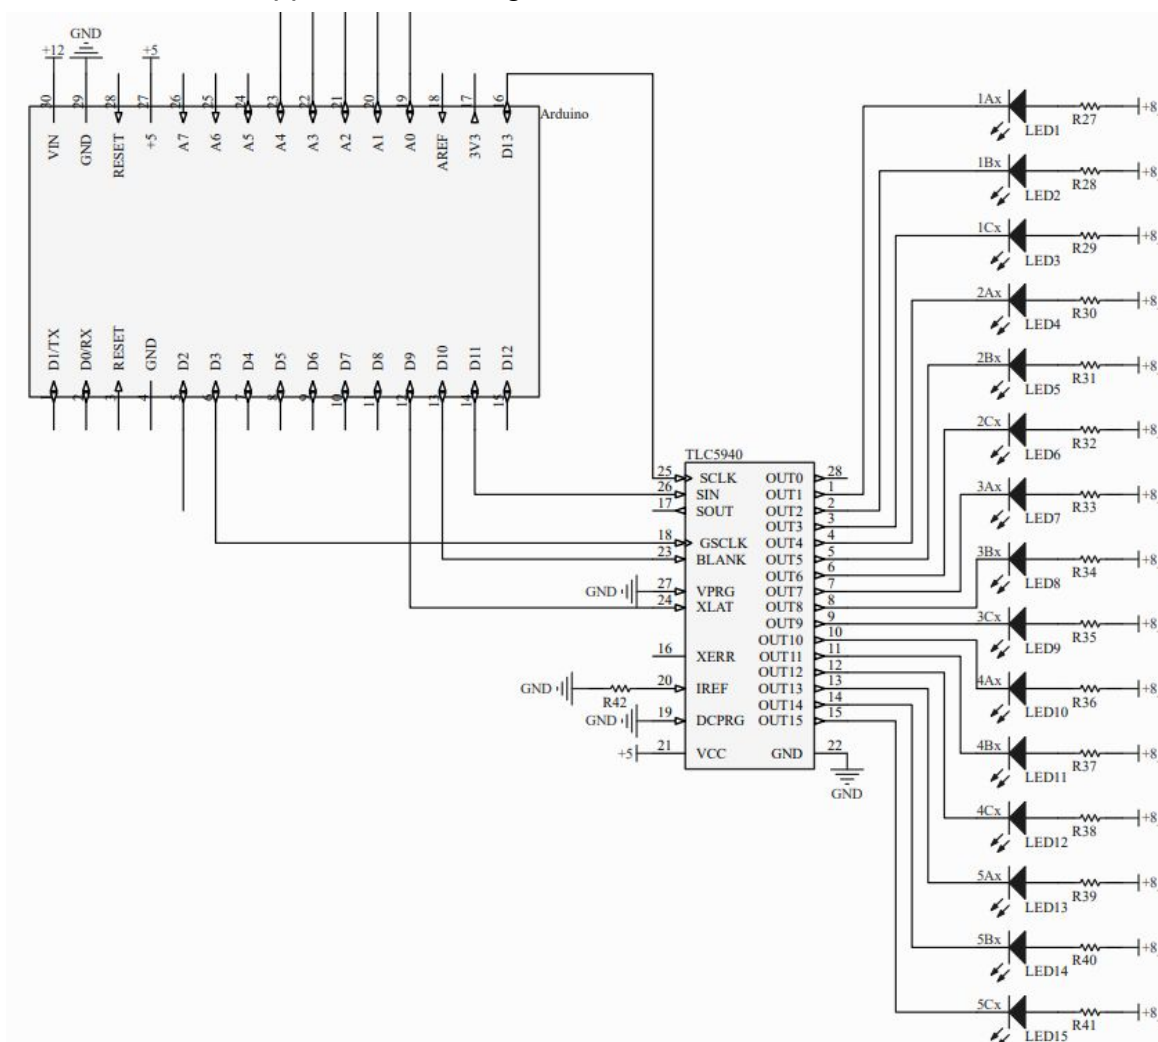 GND
+12
+5
30
29
28
27
26
25
24
23
22
21
20
19
18
17
16
Arduino
VIN
GND
RESET
+5
A7
A6
A5
A4
A3
A2
A1
A0
AREF
3V3
D13
D1/TX
D0/RX
RESET
GND
D2
D3
D4
D5
D6
D7
D8
D9
D10
D11
D12
1
2
3
4
5
6
7
8
9
10
11
12
13
14
15
TLC5940
25 SCLK OUT0 28
26 SIN OUT1 1
17 SOUT OUT2 2
OUT3 3
18 GSCLK OUT4 4
23 BLANK OUT5 5
OUT6 6
GND 27 VPRG OUT7 7
24 XLAT OUT8 8
OUT9 9
OUT10 10
16 XERR OUT11 11
OUT12 12
GND R42 20 IREF OUT13 13
OUT14 14
GND 19 DCPRG OUT15 15
+5 21 VCC GND 22
GND
1Ax LED1 R27 +8
1Bx LED2 R28 +8
1Cx LED3 R29 +8
2Ax LED4 R30 +8
2Bx LED5 R31 +8
2Cx LED6 R32 +8
3Ax LED7 R33 +8
3Bx LED8 R34 +8
3Cx LED9 R35 +8
4Ax LED10 R36 +8
4Bx LED11 R37 +8
4Cx LED12 R38 +8
5Ax LED13 R39 +8
5Bx LED14 R40 +8
5Cx LED15 R41 +8